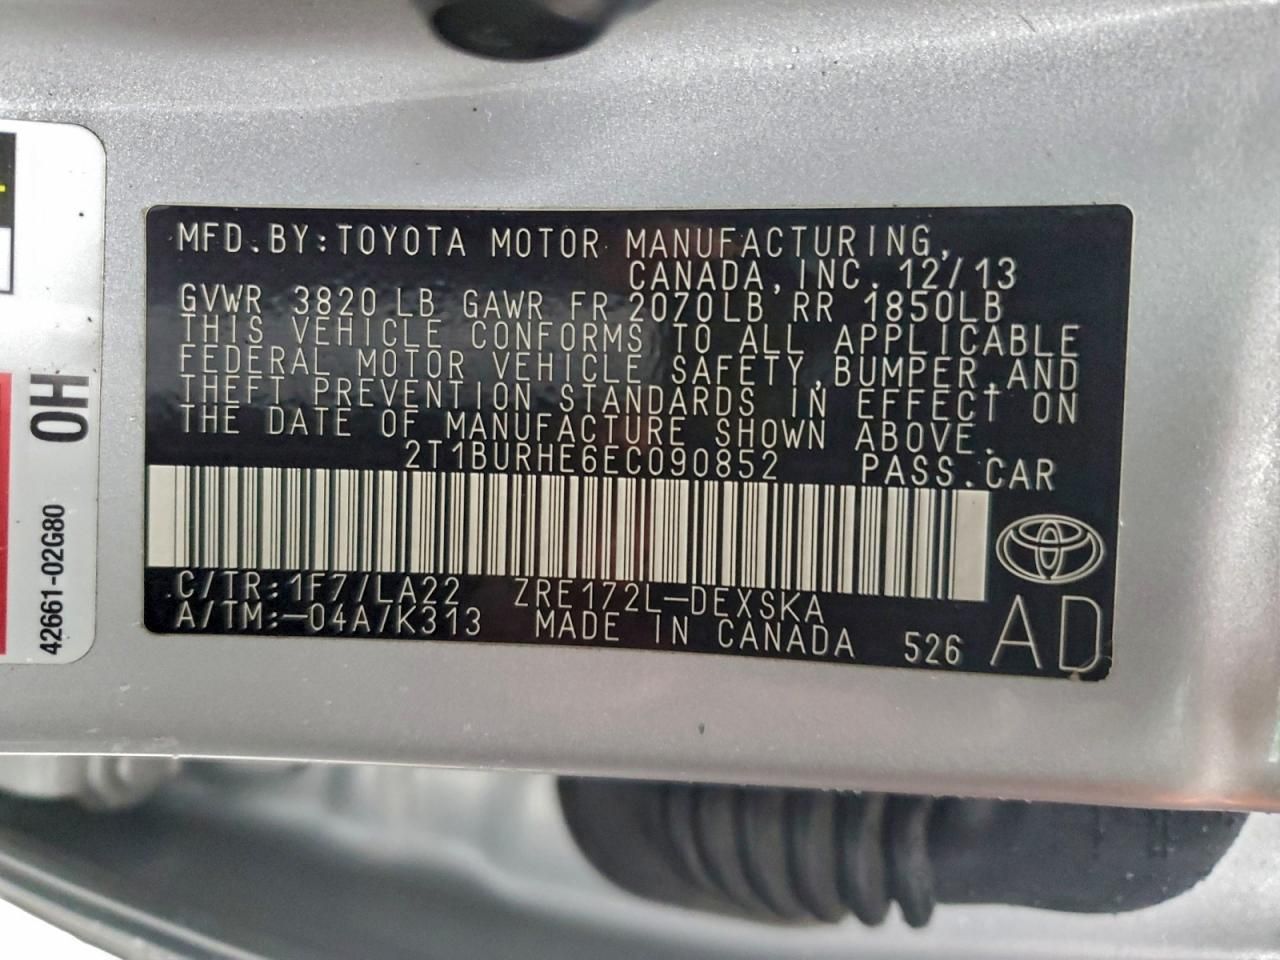 MFD.BY:TOYOTA MOTOR MANUFACTURING,
CANADA,INC. 12/13
GVWR 3820 LB GAWR FR 2070LB RR 1850LB
THIS VEHICLE CONFORMS TO ALL APPLICABLE
FEDERAL MOTOR VEHICLE SAFETY,BUMPER,AND
THEFT PREVENTION STANDARDS IN EFFECT ON
THE DATE OF MANUFACTURE SHOWN ABOVE.
2T1BURHE6EC090852 PASS.CAR
C/TR:1F7/LA22 ZRE172L-DEXSKA
A/TM:-04A/K313 MADE IN CANADA 526 AD
0H
42661-02G80